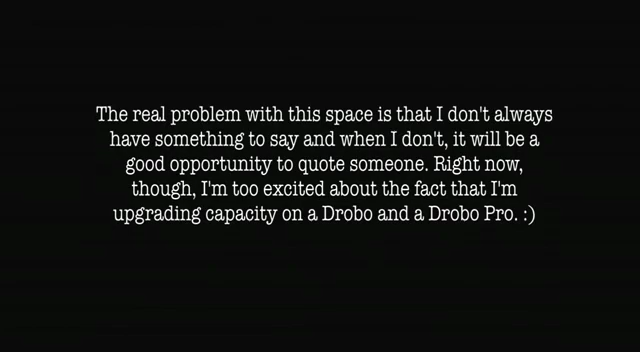 The real problem with this space is that I don't always
have something to say and when I don't, it will be a
good opportunity to quote someone. Right now,
though, I'm too excited about the fact that I'm
upgrading capacity on a Drobo and a Drobo Pro. :)